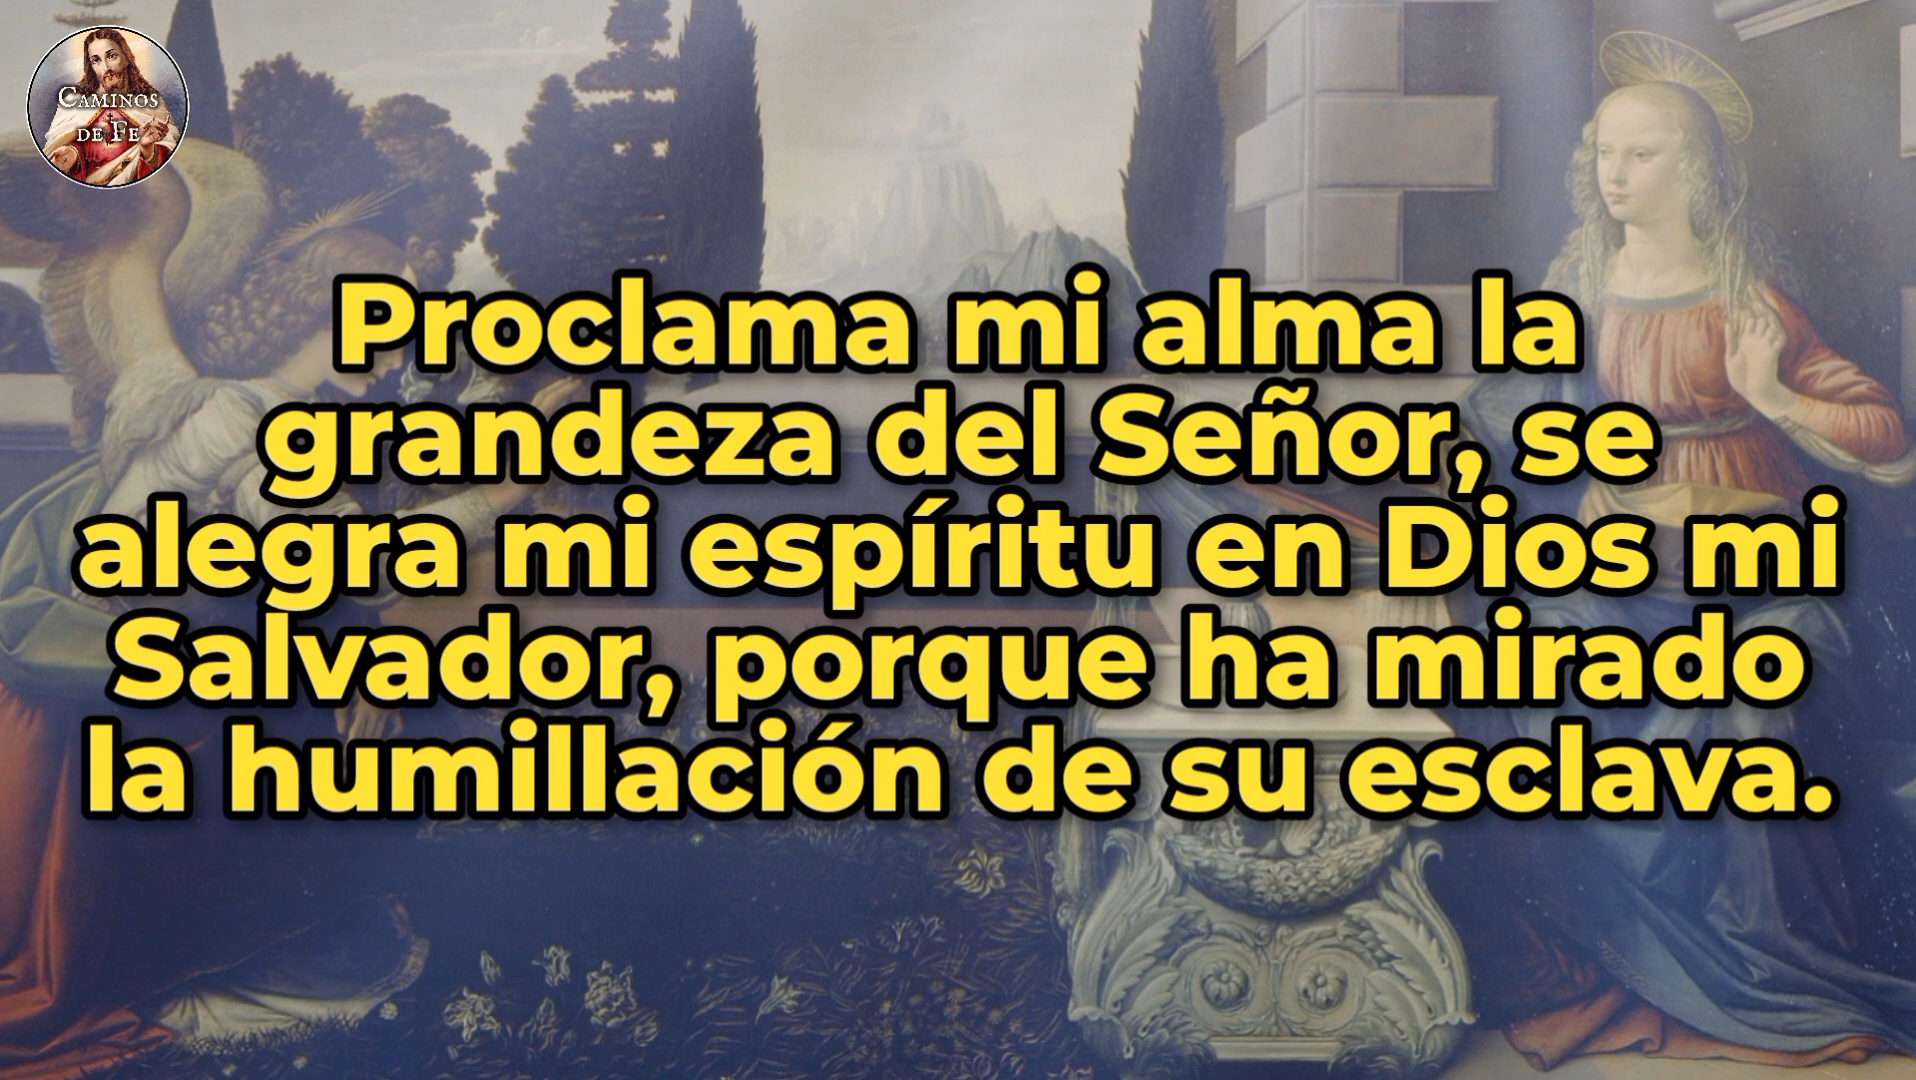 CAMINOS
DE FE
Proclama mi alma la
grandeza del Señor, se
alegra mi espíritu en Dios mi
Salvador, porque ha mirado
la humillación de su esclava.